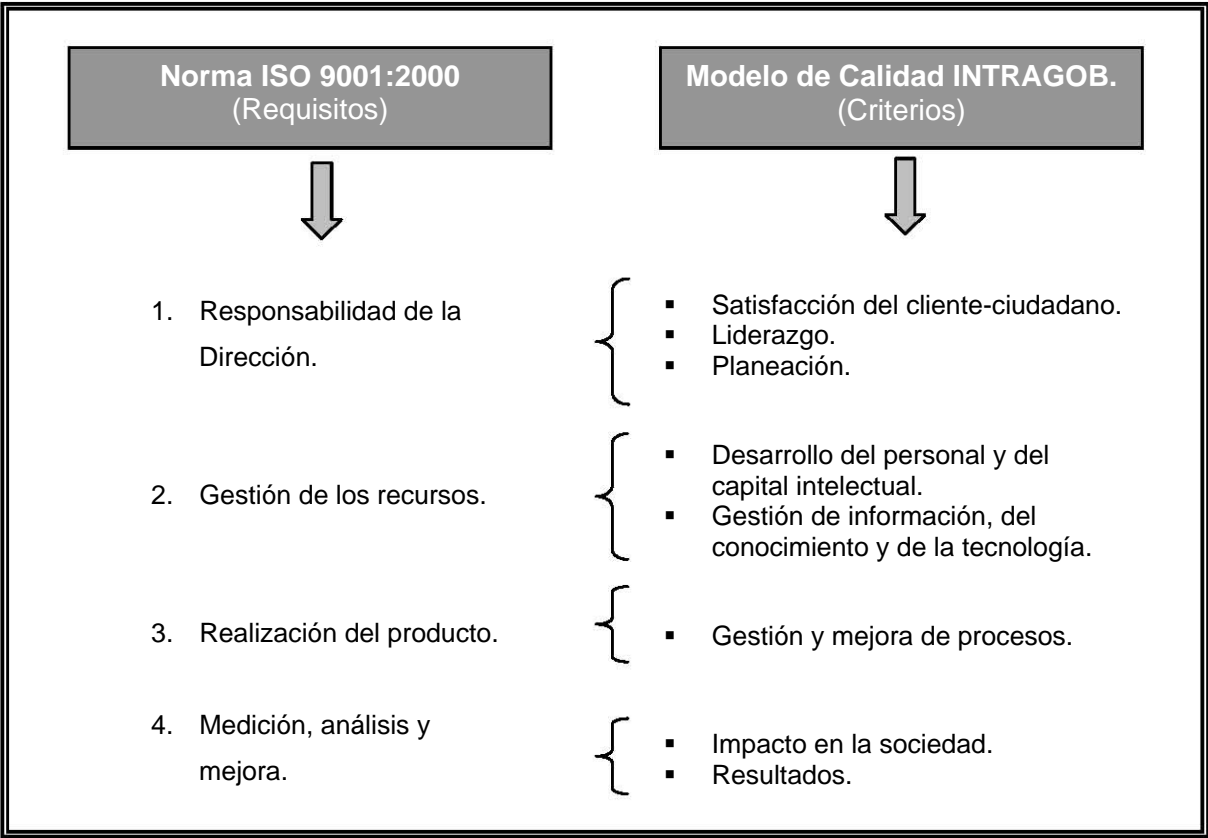 Norma ISO 9001:2000
(Requisitos)
Modelo de Calidad INTRAGOB.
(Criterios)
1. Responsabilidad de la
Dirección.
▪ Satisfacción del cliente-ciudadano.
▪ Liderazgo.
▪ Planeación.
2. Gestión de los recursos.
▪ Desarrollo del personal y del
capital intelectual.
▪ Gestión de información, del
conocimiento y de la tecnología.
3. Realización del producto.
▪ Gestión y mejora de procesos.
4. Medición, análisis y
mejora.
▪ Impacto en la sociedad.
▪ Resultados.